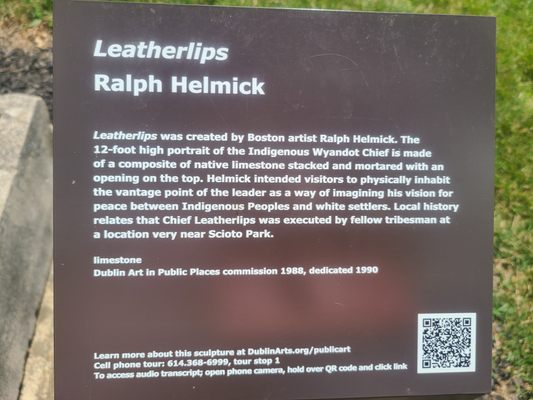 Leatherlips
Ralph Helmick
Leatherlips was created by Boston artist Ralph Helmick. The
12-foot high portrait of the Indigenous Wyandot Chief is made
of a composite of native limestone stacked and mortared with an
opening on the top. Helmick intended visitors to physically inhabit
the vantage point of the leader as a way of imagining his vision for
peace between Indigenous Peoples and white settlers. Local history
relates that Chief Leatherlips was executed by fellow tribesman at
a location very near Scioto Park.
limestone
Dublin Art in Public Places commission 1988, dedicated 1990
Learn more about this sculpture at DublinArts.org/publicart
Cell phone tour: 614.368-6999, tour stop 1
To access audio transcript; open phone camera, hold over QR code and click link